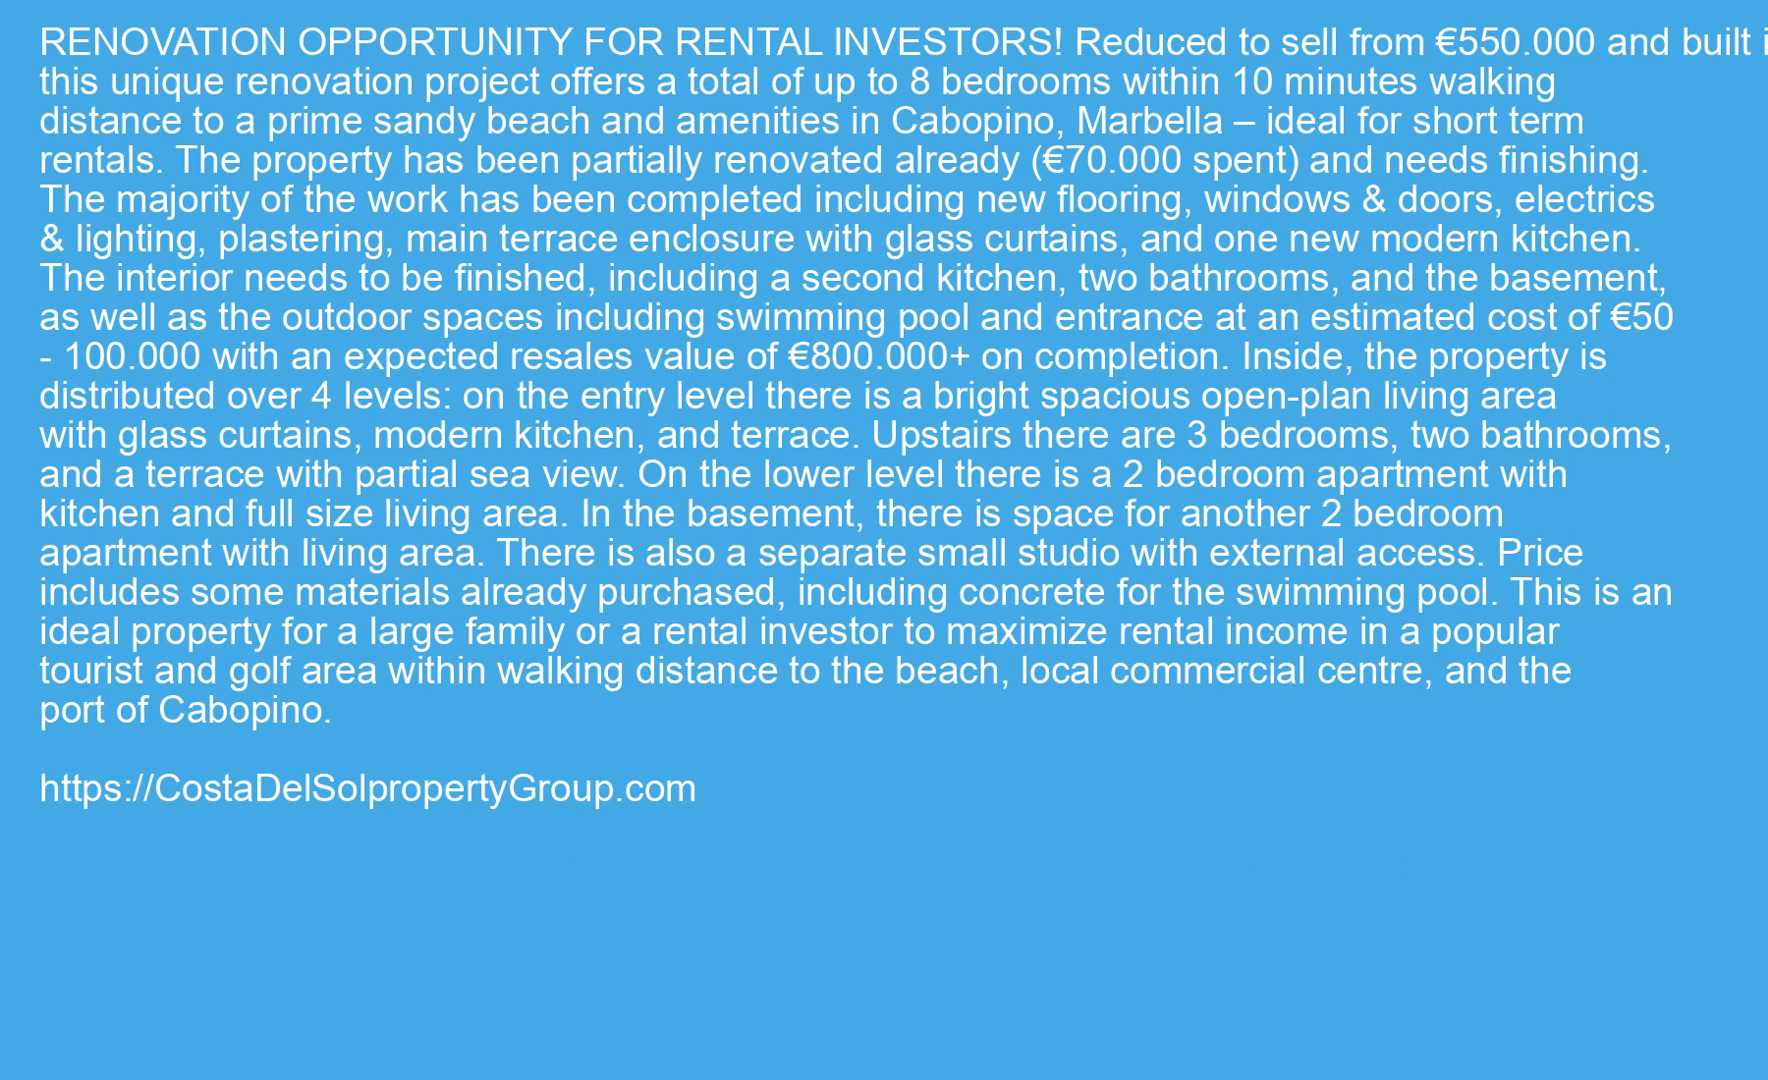 RENOVATION OPPORTUNITY FOR RENTAL INVESTORS! Reduced to sell from €550.000 and built
this unique renovation project offers a total of up to 8 bedrooms within 10 minutes walking
distance to a prime sandy beach and amenities in Cabopino, Marbella – ideal for short term
rentals. The property has been partially renovated already (€70.000 spent) and needs finishing.
The majority of the work has been completed including new flooring, windows & doors, electrics
& lighting, plastering, main terrace enclosure with glass curtains, and one new modern kitchen.
The interior needs to be finished, including a second kitchen, two bathrooms, and the basement,
as well as the outdoor spaces including swimming pool and entrance at an estimated cost of €50
- 100.000 with an expected resales value of €800.000+ on completion. Inside, the property is
distributed over 4 levels: on the entry level there is a bright spacious open-plan living area
with glass curtains, modern kitchen, and terrace. Upstairs there are 3 bedrooms, two bathrooms,
and a terrace with partial sea view. On the lower level there is a 2 bedroom apartment with
kitchen and full size living area. In the basement, there is space for another 2 bedroom
apartment with living area. There is also a separate small studio with external access. Price
includes some materials already purchased, including concrete for the swimming pool. This is an
ideal property for a large family or a rental investor to maximize rental income in a popular
tourist and golf area within walking distance to the beach, local commercial centre, and the
port of Cabopino.
https://CostaDelSolpropertyGroup.com